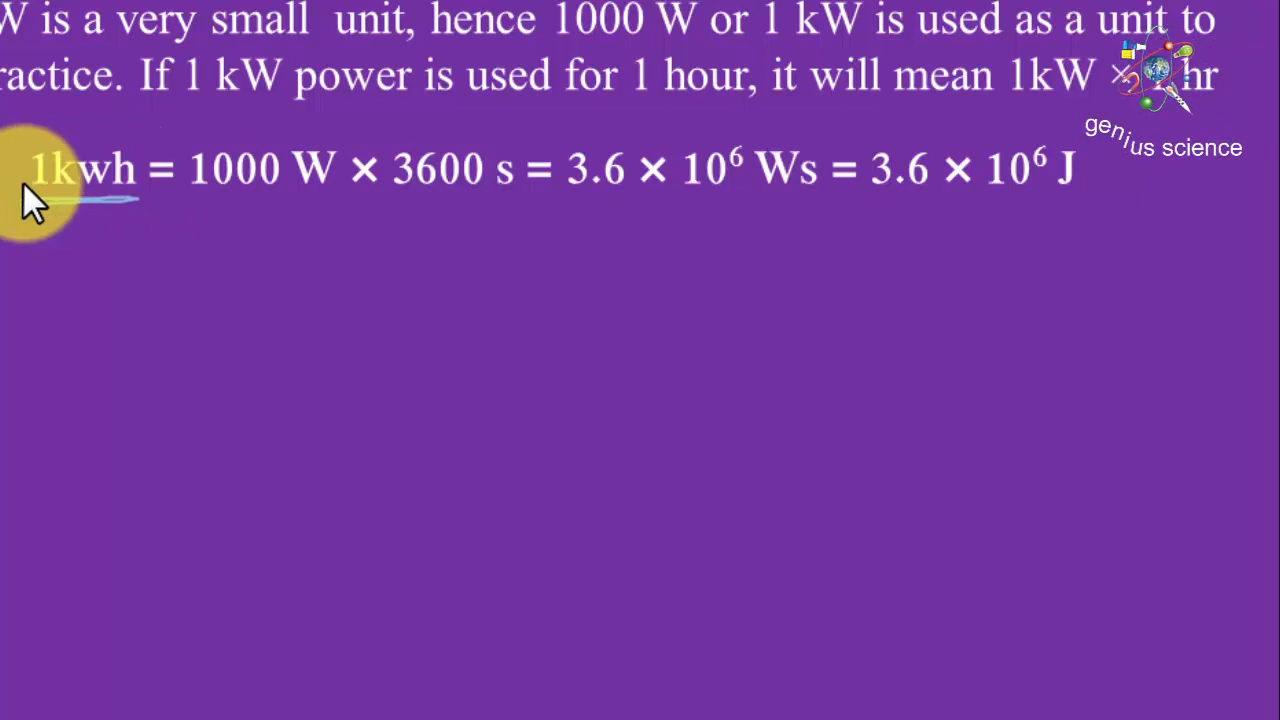 W is a very small unit, hence 1000 W or 1 kW is used as a unit to
ractice. If 1 kW power is used for 1 hour, it will mean 1kW × hr
1kwh = 1000 W × 3600 s = 3.6 × 10⁶ Ws = 3.6 × 10⁶ J
genius science